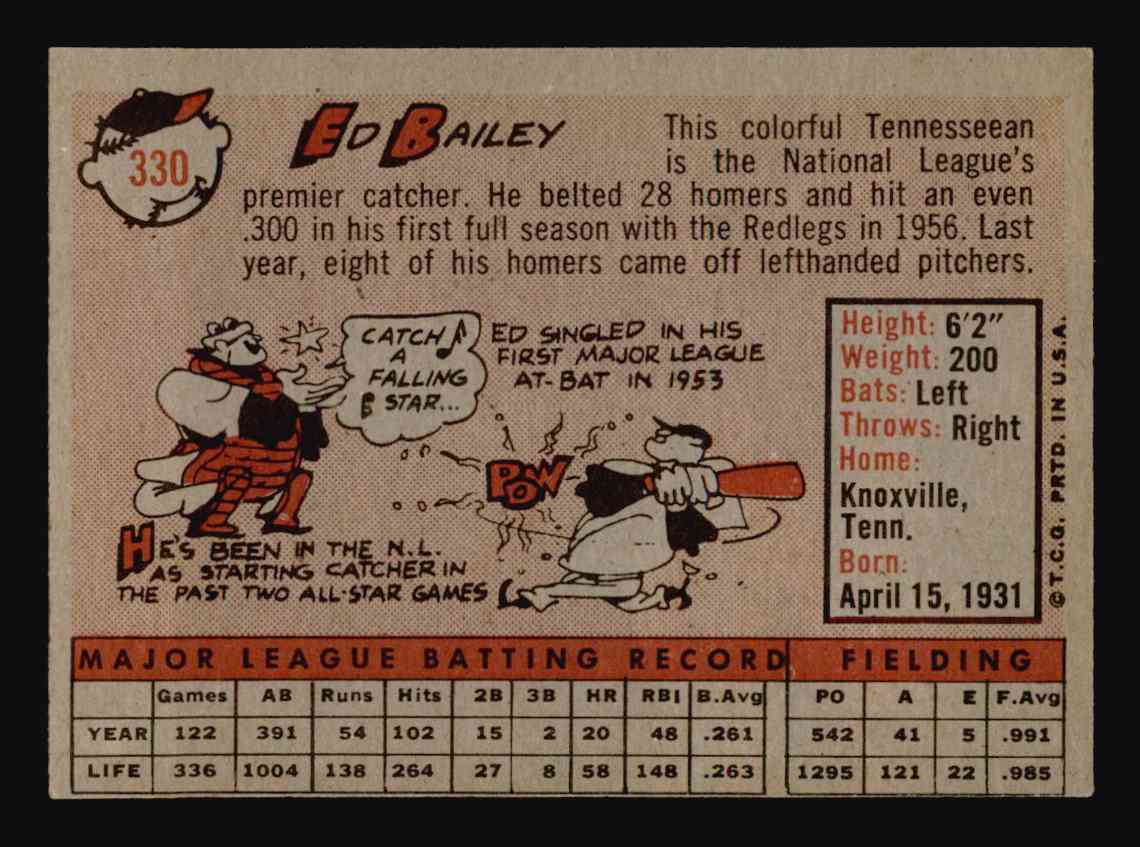 330
ED BAILEY
This colorful Tennesseean
is the National League's
premier catcher. He belted 28 homers and hit an even
.300 in his first full season with the Redlegs in 1956. Last
year, eight of his homers came off lefthanded pitchers.
CATCH
A
FALLING
STAR...
ED SINGLED IN HIS
FIRST MAJOR LEAGUE
AT-BAT IN 1953
POW
HE'S BEEN IN THE N.L.
AS STARTING CATCHER IN
THE PAST TWO ALL-STAR GAMES
Height: 6'2"
Weight: 200
Bats: Left
Throws: Right
Home:
Knoxville,
Tenn.
Born:
April 15, 1931
© T.C.G. PRTD. IN U.S.A.
MAJOR LEAGUE BATTING RECORD FIELDING
Games AB Runs Hits 2B 3B HR RBI B.Avg PO A E F.Avg
YEAR 122 391 54 102 15 2 20 48 .261 542 41 5 .991
LIFE 336 1004 138 264 27 8 58 148 .263 1295 121 22 .985